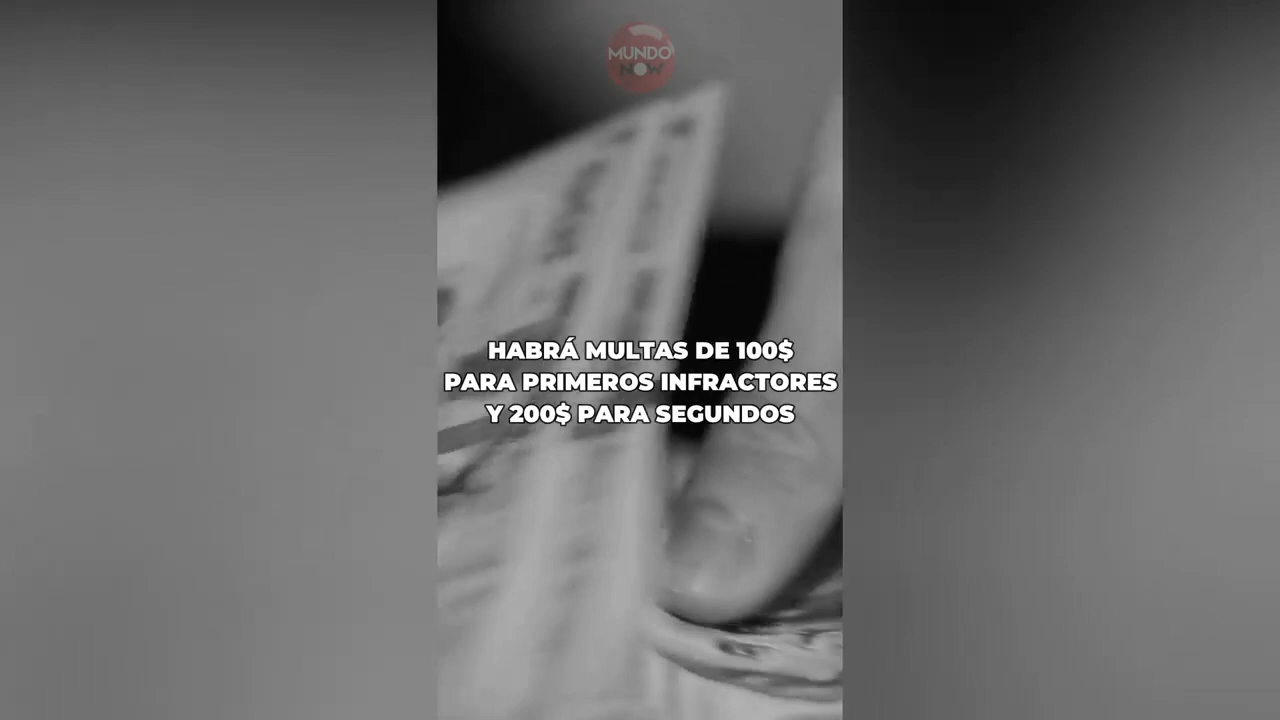 MUNDO
NOW
HABRÁ MULTAS DE 100$
PARA PRIMEROS INFRACTORES
Y 200$ PARA SEGUNDOS